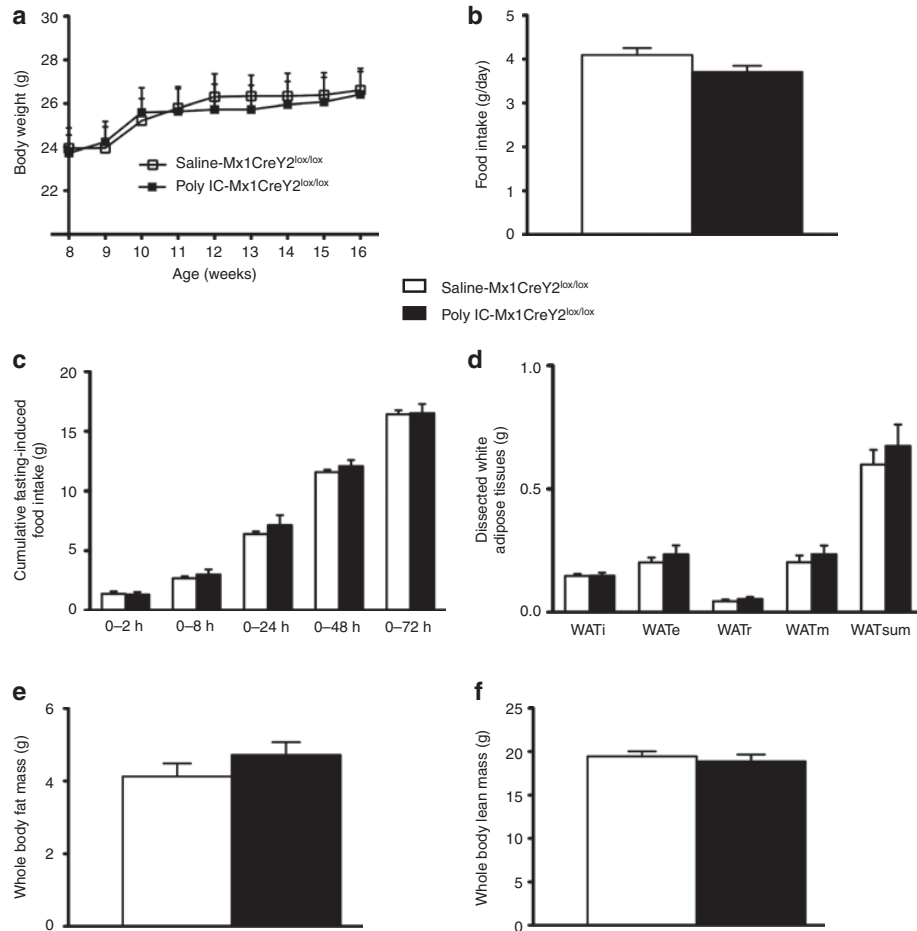 a
Body weight (g)
30
28
26
24
22
Saline-Mx1CreY2lox/lox
Poly IC-Mx1CreY2lox/lox
8 9 10 11 12 13 14 15 16
Age (weeks)
b
Food intake (g/day)
5
4
3
2
1
0
Saline-Mx1CreY2lox/lox
Poly IC-Mx1CreY2lox/lox
c
Cumulative fasting-induced
food intake (g)
20
15
10
5
0
0–2 h 0–8 h 0–24 h 0–48 h 0–72 h
d
Dissected white
adipose tissues (g)
1.0
0.5
0.0
WATi WATe WATr WATm WATsum
e
Whole body fat mass (g)
6
4
2
0
f
Whole body lean mass (g)
25
20
15
10
5
0